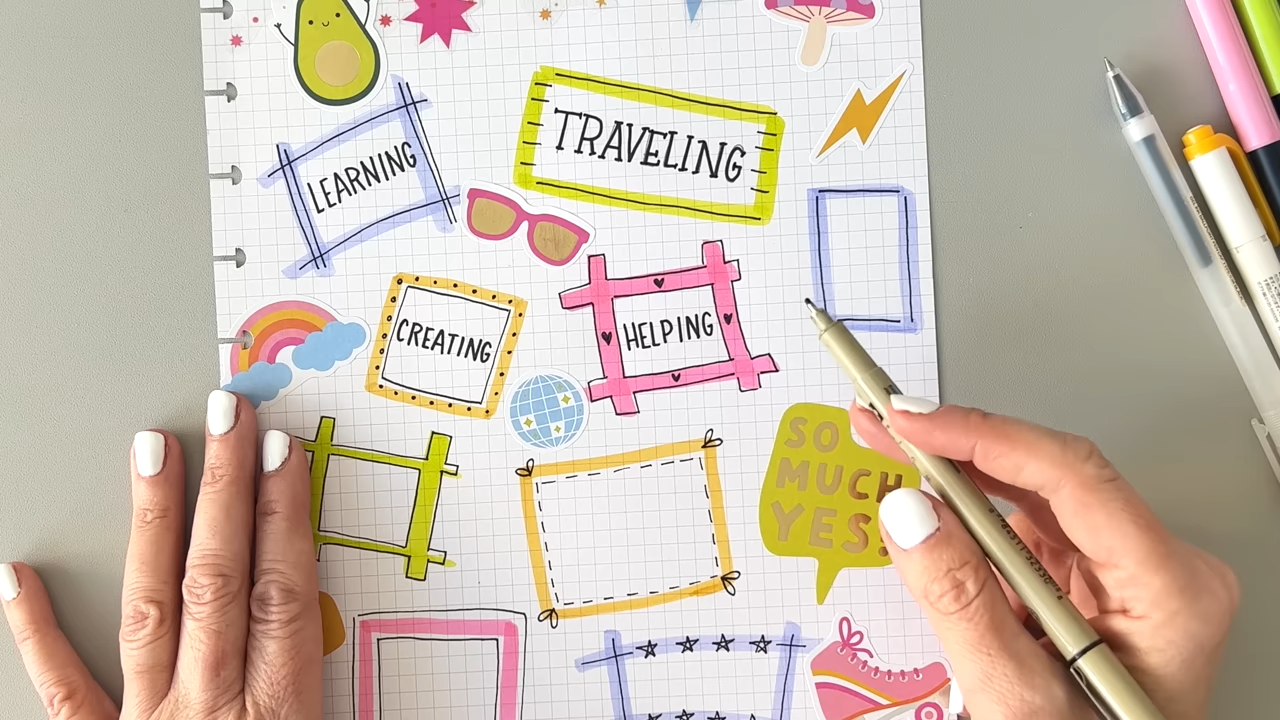 TRAVELING
LEARNING
HELPING
CREATING
SO
MUCH
YES!